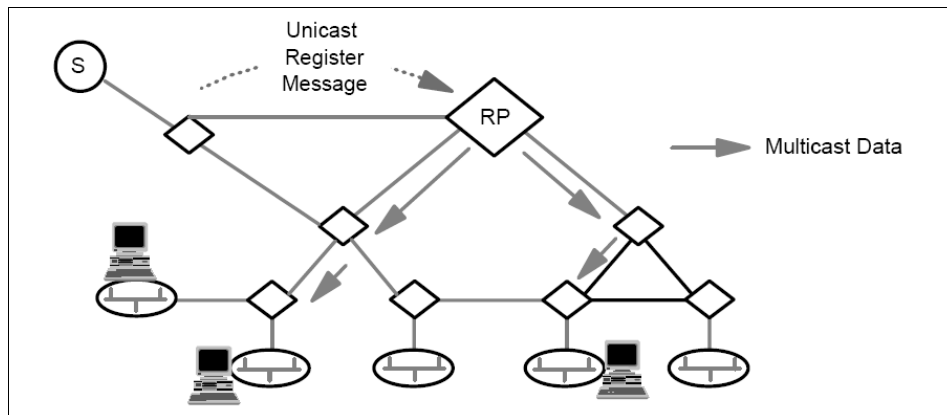 Unicast
Register
Message
S
RP
Multicast Data